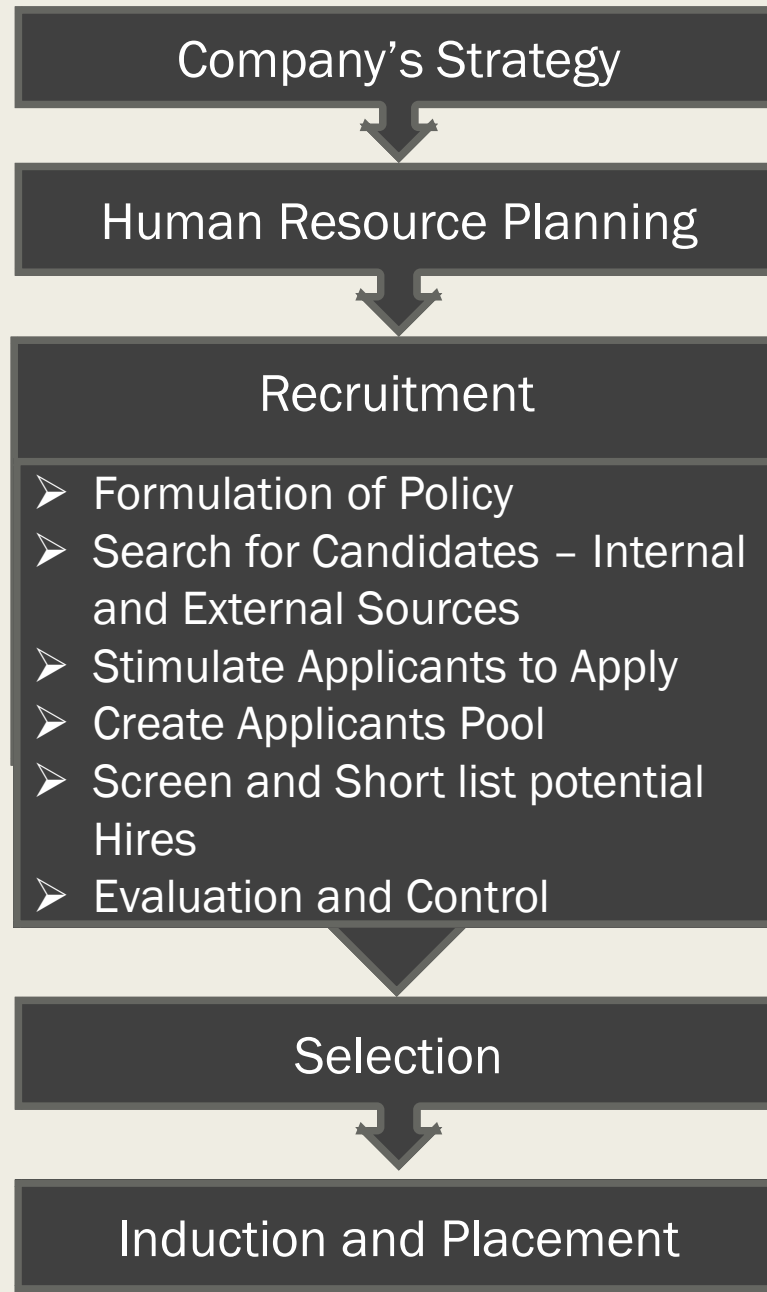 Company’s Strategy
Human Resource Planning
Recruitment
➢ Formulation of Policy
➢ Search for Candidates – Internal
and External Sources
➢ Stimulate Applicants to Apply
➢ Create Applicants Pool
➢ Screen and Short list potential
Hires
➢ Evaluation and Control
Selection
Induction and Placement